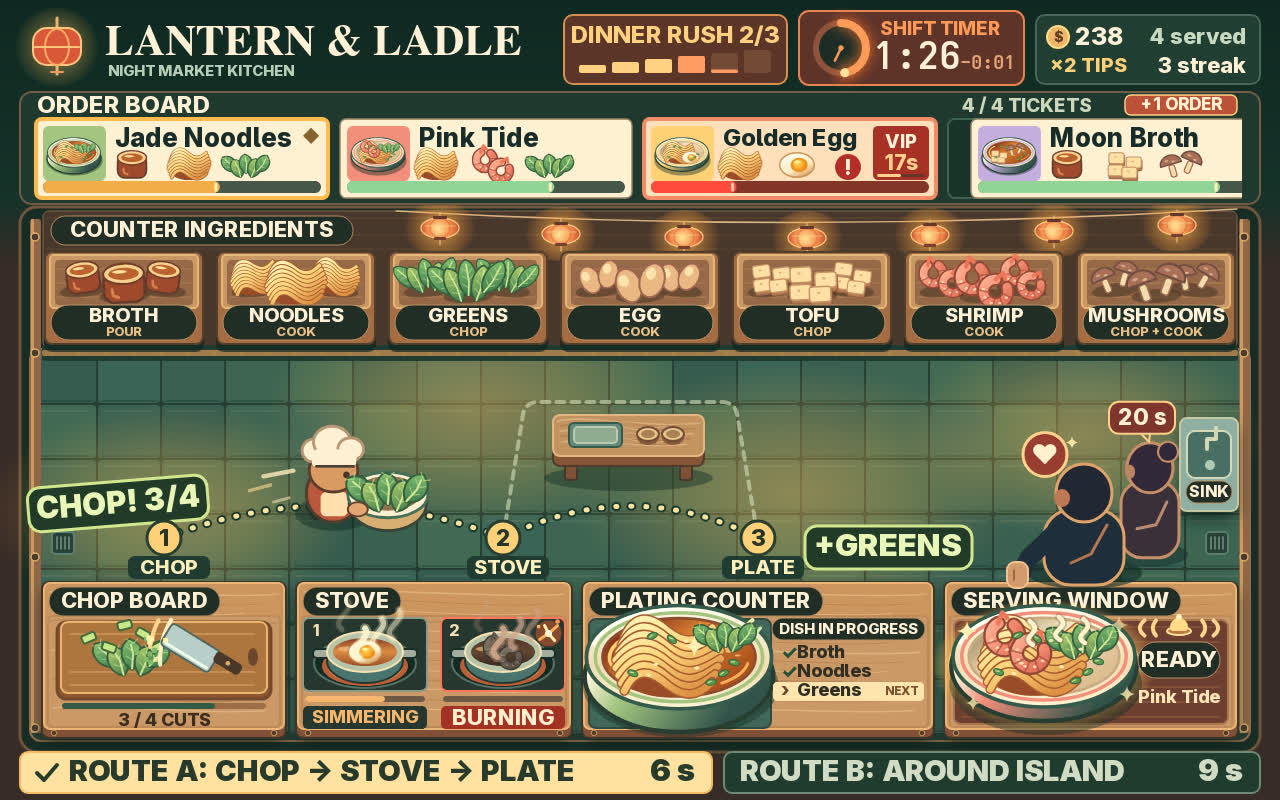 LANTERN & LADLE
NIGHT MARKET KITCHEN
DINNER RUSH 2/3
SHIFT TIMER
1:26 -0:01
$ 238 4 served
×2 TIPS 3 streak
ORDER BOARD
4 / 4 TICKETS
+1 ORDER
Jade Noodles
Pink Tide
Golden Egg
!
VIP
17s
Moon Broth
COUNTER INGREDIENTS
BROTH
POUR
NOODLES
COOK
GREENS
CHOP
EGG
COOK
TOFU
CHOP
SHRIMP
COOK
MUSHROOMS
CHOP + COOK
20 s
SINK
CHOP! 3/4
1
CHOP
2
STOVE
3
PLATE
+GREENS
CHOP BOARD
3 / 4 CUTS
STOVE
1
SIMMERING
2
BURNING
PLATING COUNTER
DISH IN PROGRESS
✓Broth
✓Noodles
› Greens NEXT
SERVING WINDOW
READY
Pink Tide
✓ ROUTE A: CHOP → STOVE → PLATE 6 s
ROUTE B: AROUND ISLAND 9 s